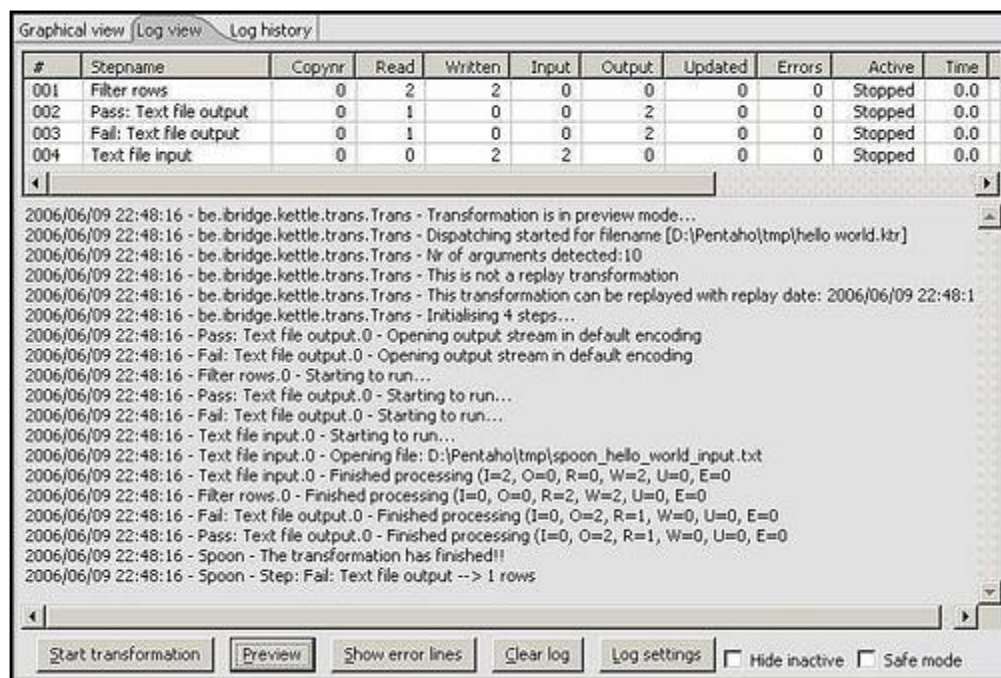 Graphical view Log view Log history
# Stepname Copynr Read Written Input Output Updated Errors Active Time
001 Filter rows 0 2 2 0 0 0 0 Stopped 0.0
002 Pass: Text file output 0 1 0 0 2 0 0 Stopped 0.0
003 Fail: Text file output 0 1 0 0 2 0 0 Stopped 0.0
004 Text file input 0 0 2 2 0 0 0 Stopped 0.0
2006/06/09 22:48:16 - be.ibridge.kettle.trans.Trans - Transformation is in preview mode...
2006/06/09 22:48:16 - be.ibridge.kettle.trans.Trans - Dispatching started for filename [D:\Pentaho\tmp\hello world.ktr]
2006/06/09 22:48:16 - be.ibridge.kettle.trans.Trans - Nr of arguments detected:10
2006/06/09 22:48:16 - be.ibridge.kettle.trans.Trans - This is not a replay transformation
2006/06/09 22:48:16 - be.ibridge.kettle.trans.Trans - This transformation can be replayed with replay date: 2006/06/09 22:48:1
2006/06/09 22:48:16 - be.ibridge.kettle.trans.Trans - Initialising 4 steps...
2006/06/09 22:48:16 - Pass: Text file output.0 - Opening output stream in default encoding
2006/06/09 22:48:16 - Fail: Text file output.0 - Opening output stream in default encoding
2006/06/09 22:48:16 - Filter rows.0 - Starting to run...
2006/06/09 22:48:16 - Pass: Text file output.0 - Starting to run...
2006/06/09 22:48:16 - Fail: Text file output.0 - Starting to run...
2006/06/09 22:48:16 - Text file input.0 - Starting to run...
2006/06/09 22:48:16 - Text file input.0 - Opening file: D:\Pentaho\tmp\spoon_hello_world_input.txt
2006/06/09 22:48:16 - Text file input.0 - Finished processing (I=2, O=0, R=0, W=2, U=0, E=0
2006/06/09 22:48:16 - Filter rows.0 - Finished processing (I=0, O=0, R=2, W=2, U=0, E=0
2006/06/09 22:48:16 - Fail: Text file output.0 - Finished processing (I=0, O=2, R=1, W=0, U=0, E=0
2006/06/09 22:48:16 - Pass: Text file output.0 - Finished processing (I=0, O=2, R=1, W=0, U=0, E=0
2006/06/09 22:48:16 - Spoon - The transformation has finished!!
2006/06/09 22:48:16 - Spoon - Step: Fail: Text file output --> 1 rows
Start transformation Preview Show error lines Clear log Log settings Hide inactive Safe mode